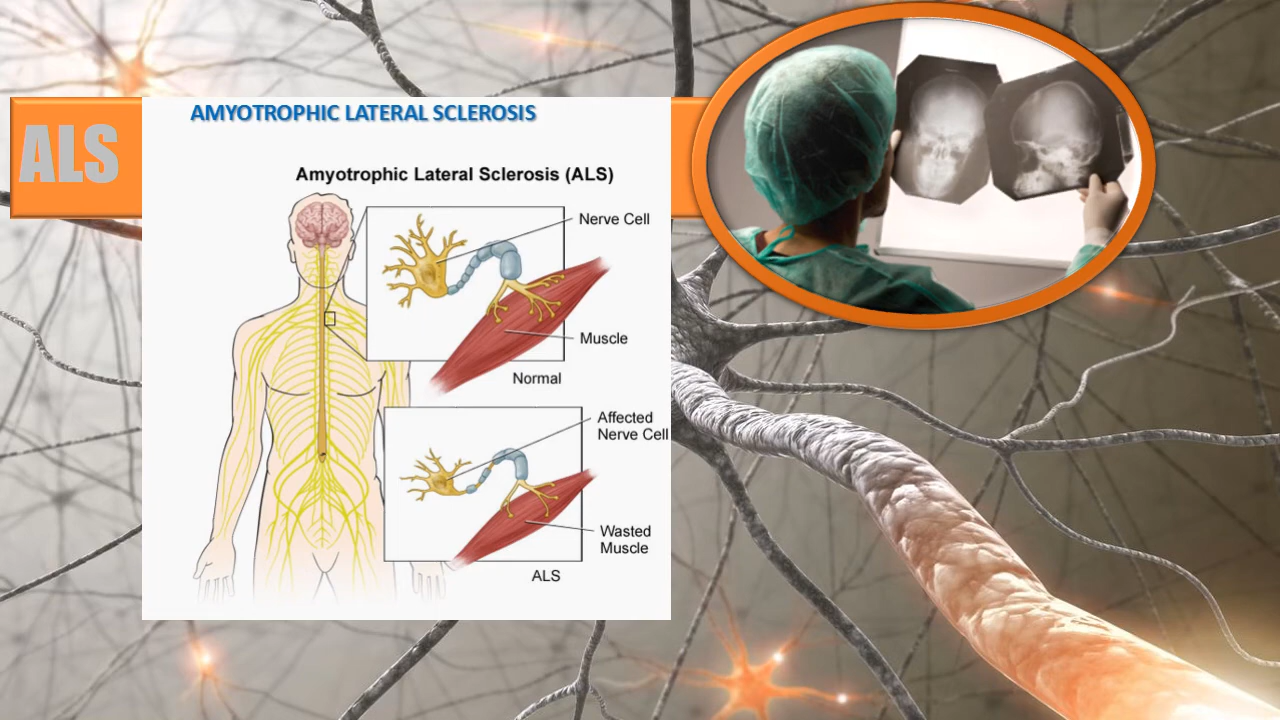 ALS
AMYOTROPHIC LATERAL SCLEROSIS
Amyotrophic Lateral Sclerosis (ALS)
Nerve Cell
Muscle
Normal
Affected
Nerve Cell
Wasted
Muscle
ALS